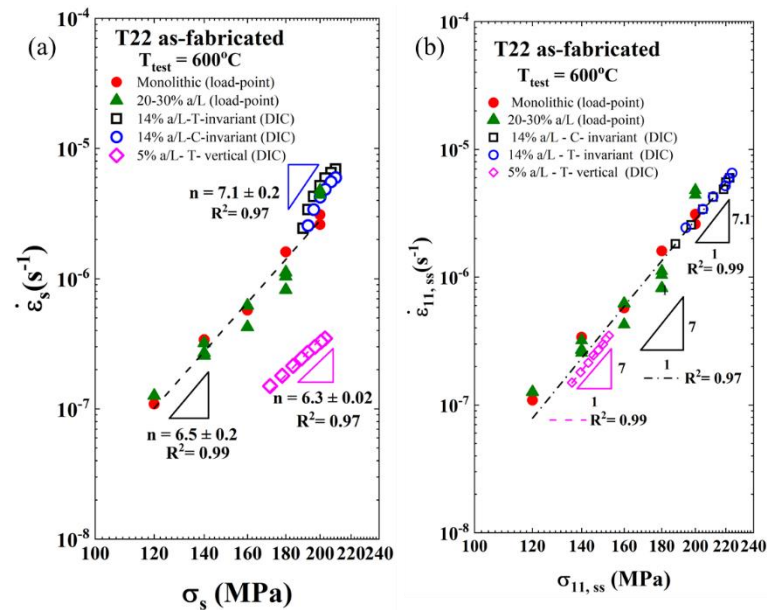 (a)
T22 as-fabricated
T_test = 600°C
Monolithic (load-point)
20-30% a/L (load-point)
14% a/L-T-invariant (DIC)
14% a/L-C-invariant (DIC)
5% a/L-T- vertical (DIC)
n = 7.1 ± 0.2
R² = 0.97
n = 6.3 ± 0.02
R² = 0.97
n = 6.5 ± 0.2
R² = 0.99
10⁻⁴
10⁻⁵
10⁻⁶
10⁻⁷
10⁻⁸
ε̇_s(s⁻¹)
100 120 140 160 180 200 220 240
σ_s (MPa)
(b)
T22 as-fabricated
T_test = 600°C
Monolithic (load-point)
20-30% a/L (load-point)
14% a/L - C- invariant (DIC)
14% a/L - T- invariant (DIC)
5% a/L - T- vertical (DIC)
7.1
1
R² = 0.99
7
1
R² = 0.97
7
1
R² = 0.99
10⁻⁴
10⁻⁵
10⁻⁶
10⁻⁷
10⁻⁸
ε̇_11, ss(s⁻¹)
100 120 140 160 180 200 220 240
σ_11, ss (MPa)